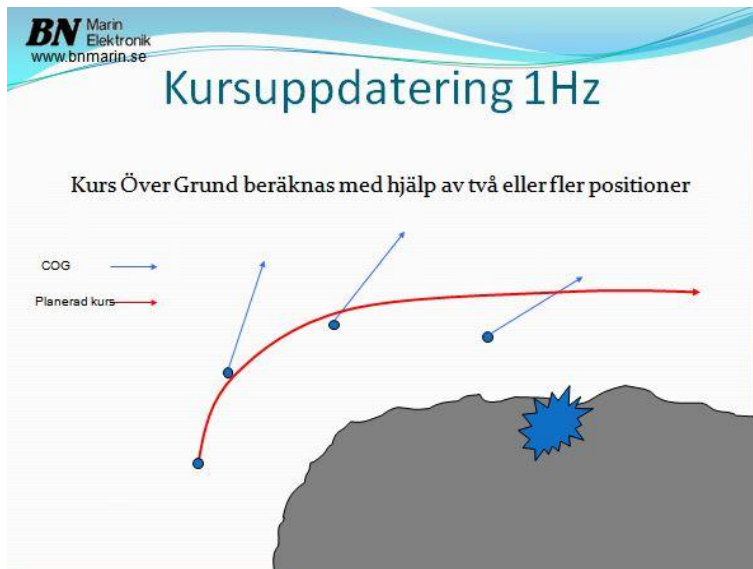 BN Marin
Elektronik
www.bnmarin.se
Kursuppdatering 1Hz
Kurs Över Grund beräknas med hjälp av två eller fler positioner
COG
Planerad kurs